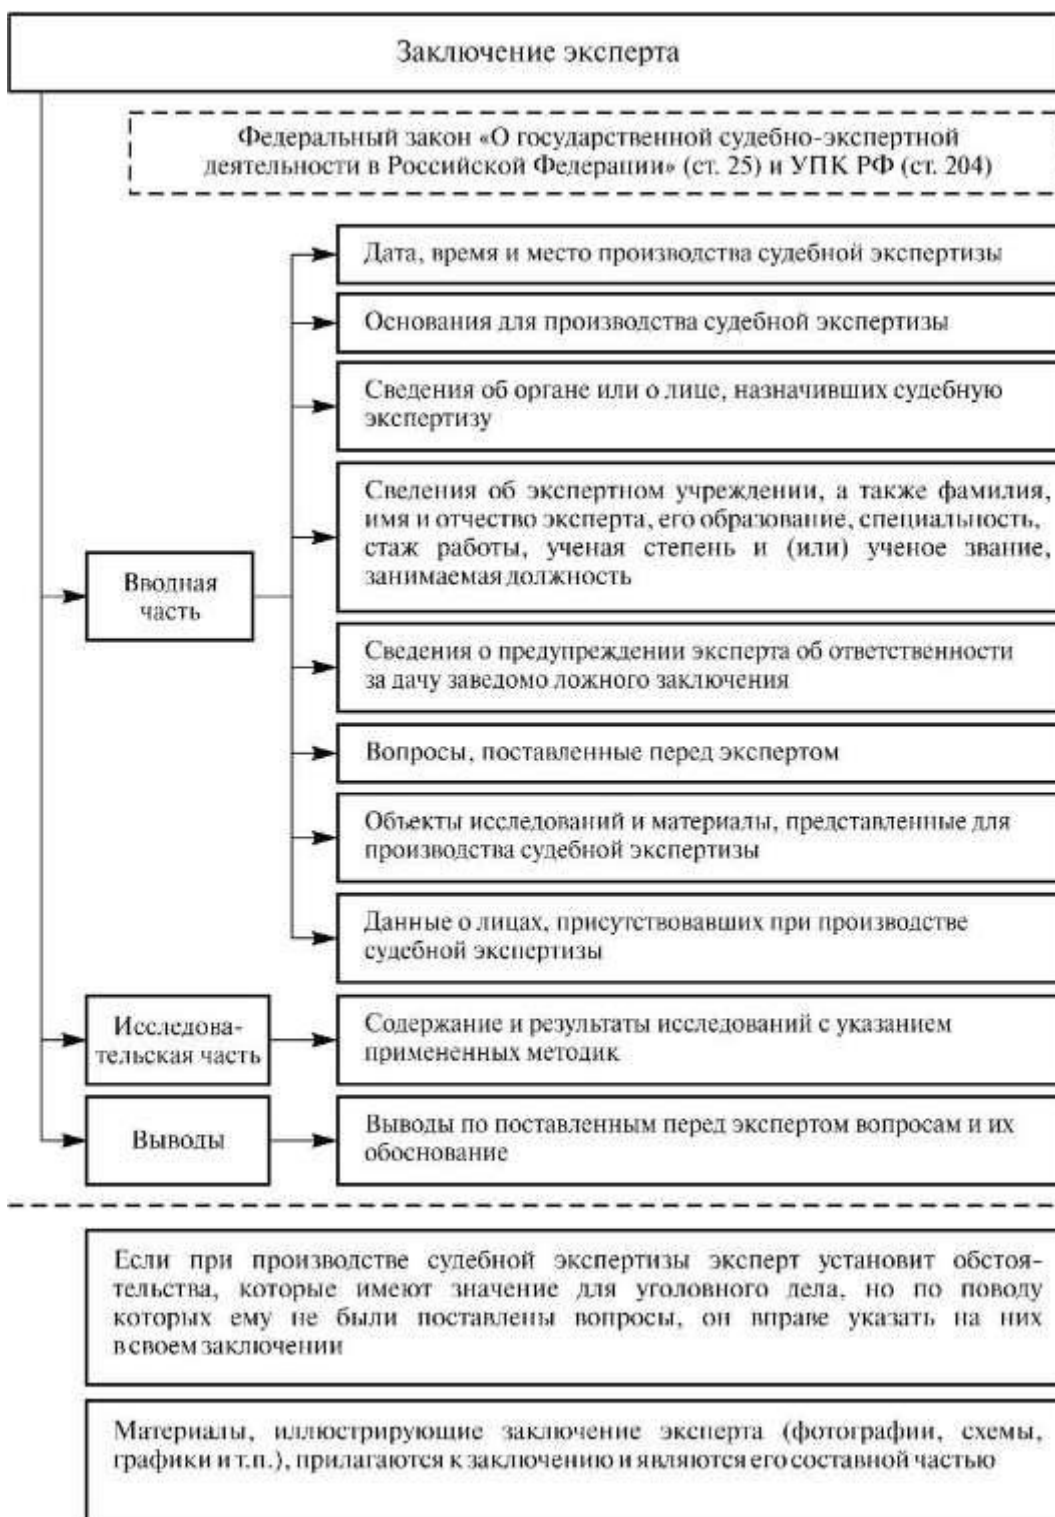 Заключение эксперта
Федеральный закон «О государственной судебно-экспертной
деятельности в Российской Федерации» (ст. 25) и УПК РФ (ст. 204)
Дата, время и место производства судебной экспертизы
Основания для производства судебной экспертизы
Сведения об органе или о лице, назначивших судебную
экспертизу
Сведения об экспертном учреждении, а также фамилия,
имя и отчество эксперта, его образование, специальность,
стаж работы, ученая степень и (или) ученое звание,
занимаемая должность
Вводная
часть
Сведения о предупреждении эксперта об ответственности
за дачу заведомо ложного заключения
Вопросы, поставленные перед экспертом
Объекты исследований и материалы, представленные для
производства судебной экспертизы
Данные о лицах, присутствовавших при производстве
судебной экспертизы
Исследова-
тельская часть
Содержание и результаты исследований с указанием
примененных методик
Выводы
Выводы по поставленным перед экспертом вопросам и их
обоснование
Если при производстве судебной экспертизы эксперт установит обстоя-
тельства, которые имеют значение для уголовного дела, но по поводу
которых ему не были поставлены вопросы, он вправе указать на них
в своем заключении
Материалы, иллюстрирующие заключение эксперта (фотографии, схемы,
графики и т.п.), прилагаются к заключению и являются его составной частью